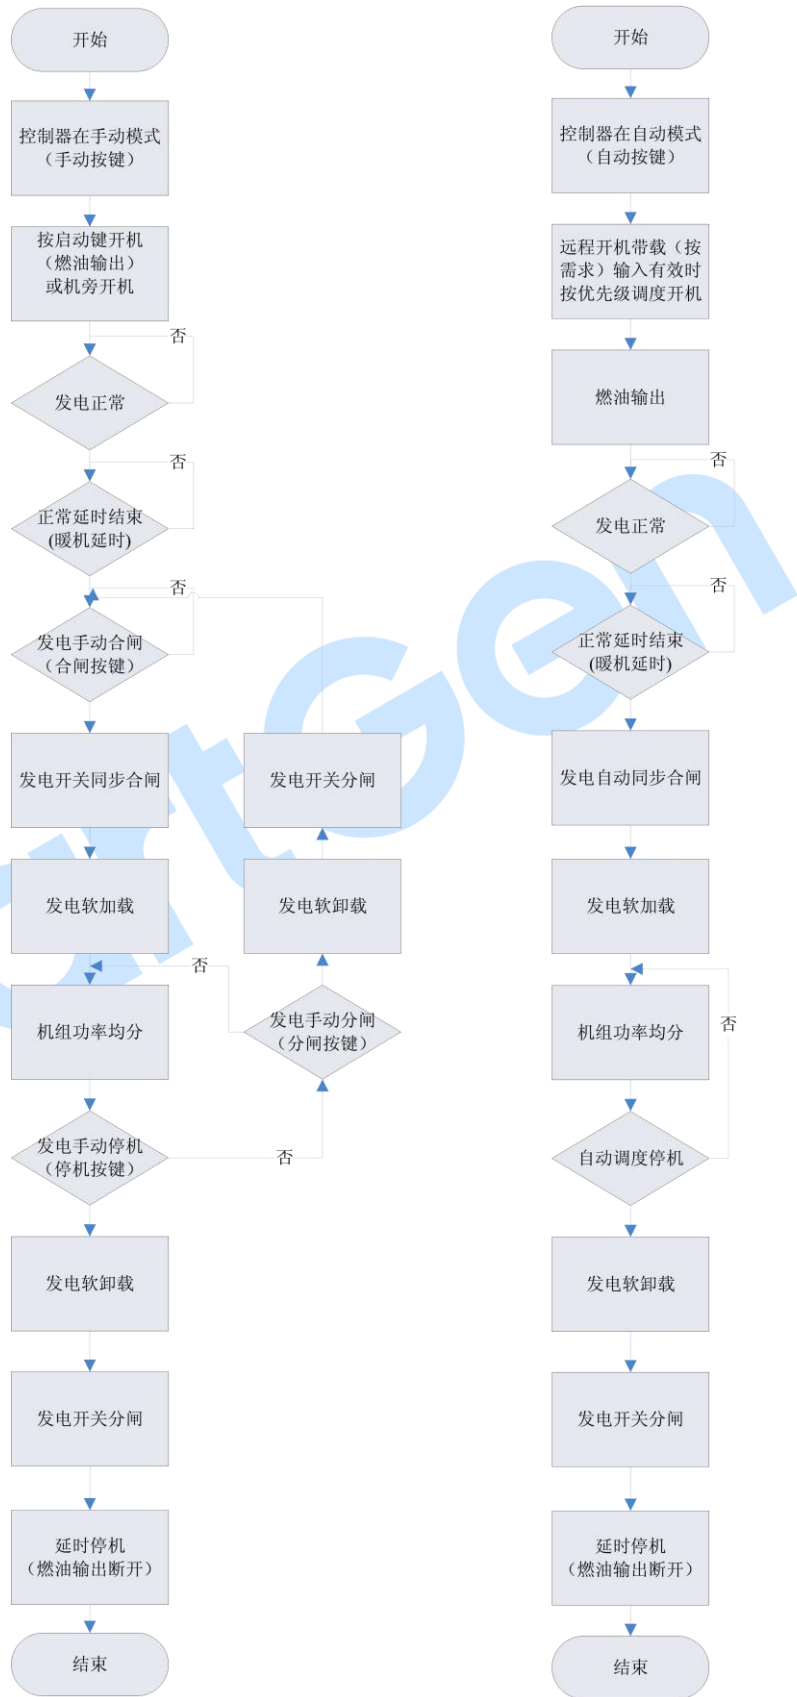 开始
控制器在手动模式
（手动按键）
按启动键开机
（燃油输出）
或机旁开机
否
发电正常
否
正常延时结束
(暖机延时)
否
发电手动合闸
（合闸按键）
发电开关同步合闸
发电开关分闸
发电软加载
发电软卸载
否
机组功率均分
发电手动分闸
（分闸按键）
发电手动停机
（停机按键）
否
发电软卸载
发电开关分闸
延时停机
（燃油输出断开）
结束
开始
控制器在自动模式
（自动按键）
远程开机带载（按
需求）输入有效时
按优先级调度开机
燃油输出
否
发电正常
否
正常延时结束
(暖机延时)
发电自动同步合闸
发电软加载
机组功率均分
否
自动调度停机
发电软卸载
发电开关分闸
延时停机
（燃油输出断开）
结束
artGen